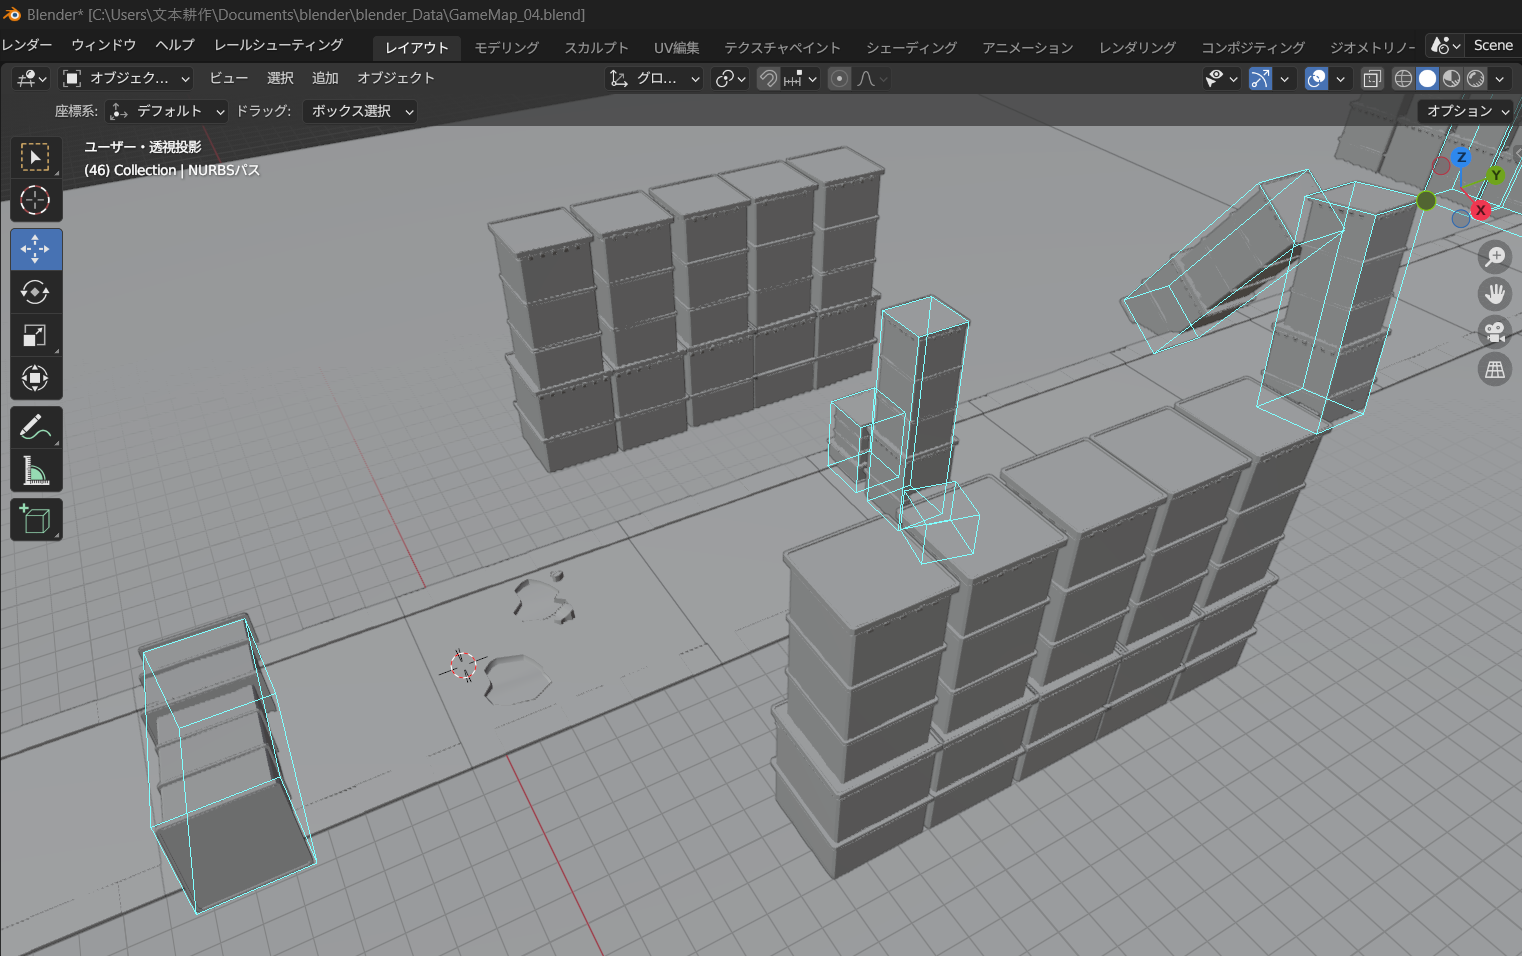 Blender* [C:\Users\文本耕作\Documents\blender\blender_Data\GameMap_04.blend]
レンダー ウィンドウ ヘルプ レールシューティング レイアウト モデリング スカルプト UV編集 テクスチャペイント シェーディング アニメーション レンダリング コンポジティング ジオメトリノー Scene
オブジェク... ビュー 選択 追加 オブジェクト グロ...
座標系: デフォルト ドラッグ: ボックス選択 オプション
ユーザー・透視投影
(46) Collection | NURBSパス
Z
Y
X